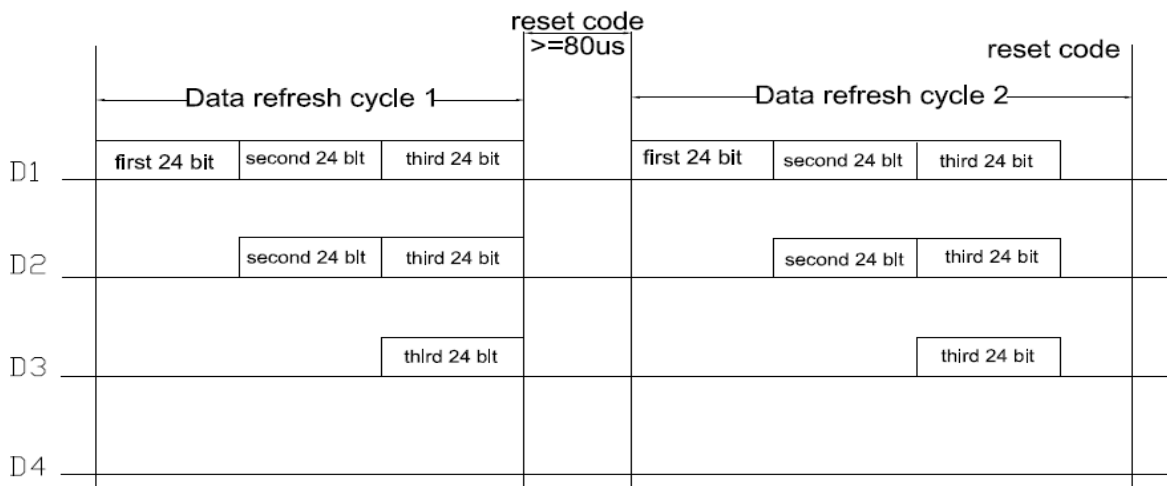 reset code
>=80us
reset code
Data refresh cycle 1
Data refresh cycle 2
D1 first 24 bit second 24 blt third 24 bit first 24 bit second 24 blt third 24 bit
D2 second 24 blt third 24 bit second 24 blt third 24 bit
D3 thlrd 24 blt third 24 bit
D4